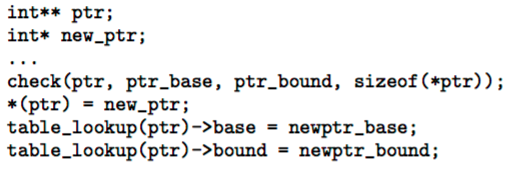 int** ptr;
int* new_ptr;
...
check(ptr, ptr_base, ptr_bound, sizeof(*ptr));
*(ptr) = new_ptr;
table_lookup(ptr)->base = newptr_base;
table_lookup(ptr)->bound = newptr_bound;